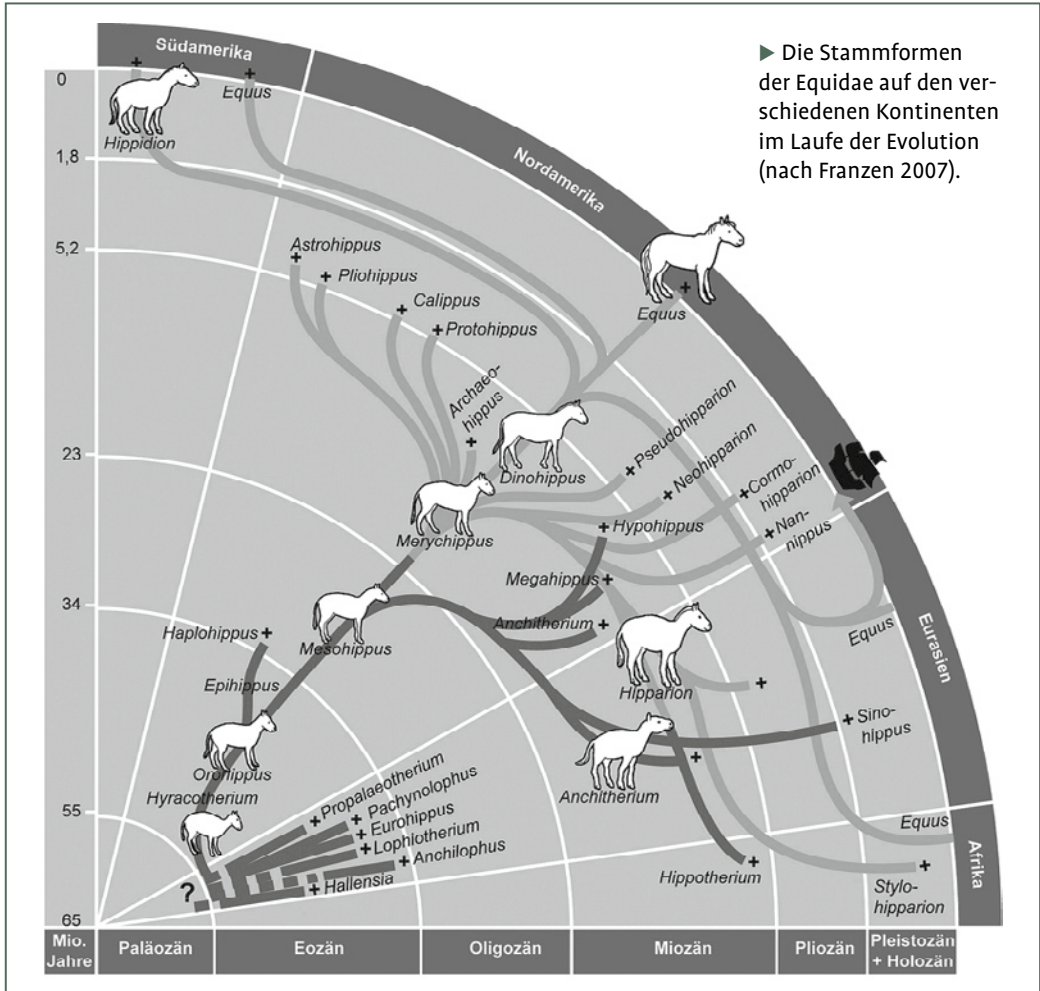 ▶ Die Stammformen
der Equidae auf den ver-
schiedenen Kontinenten
im Laufe der Evolution
(nach Franzen 2007).
Südamerika
Nordamerika
Eurasien
Afrika
0
1,8
5,2
23
34
55
65
Hippidion
Equus
Astrohippus
Pliohippus
Calippus
Protohippus
Archaeo-
hippus
Equus
Dinohippus
Pseudohipparion
Neohipparion
Cormo-
hipparion
Nan-
nippus
Merychippus
Hypohippus
Megahippus
Anchitherium
Haplohippus
Mesohippus
Epihippus
Hipparion
Equus
Sino-
hippus
Orohippus
Hyracotherium
Anchitherium
Propalaeotherium
Pachynolophus
Eurohippus
Lophiotherium
Anchilophus
Hallensia
?
Hippotherium
Equus
Stylo-
hipparion
Mio.
Jahre
Paläozän
Eozän
Oligozän
Miozän
Pliozän
Pleistozän
+ Holozän